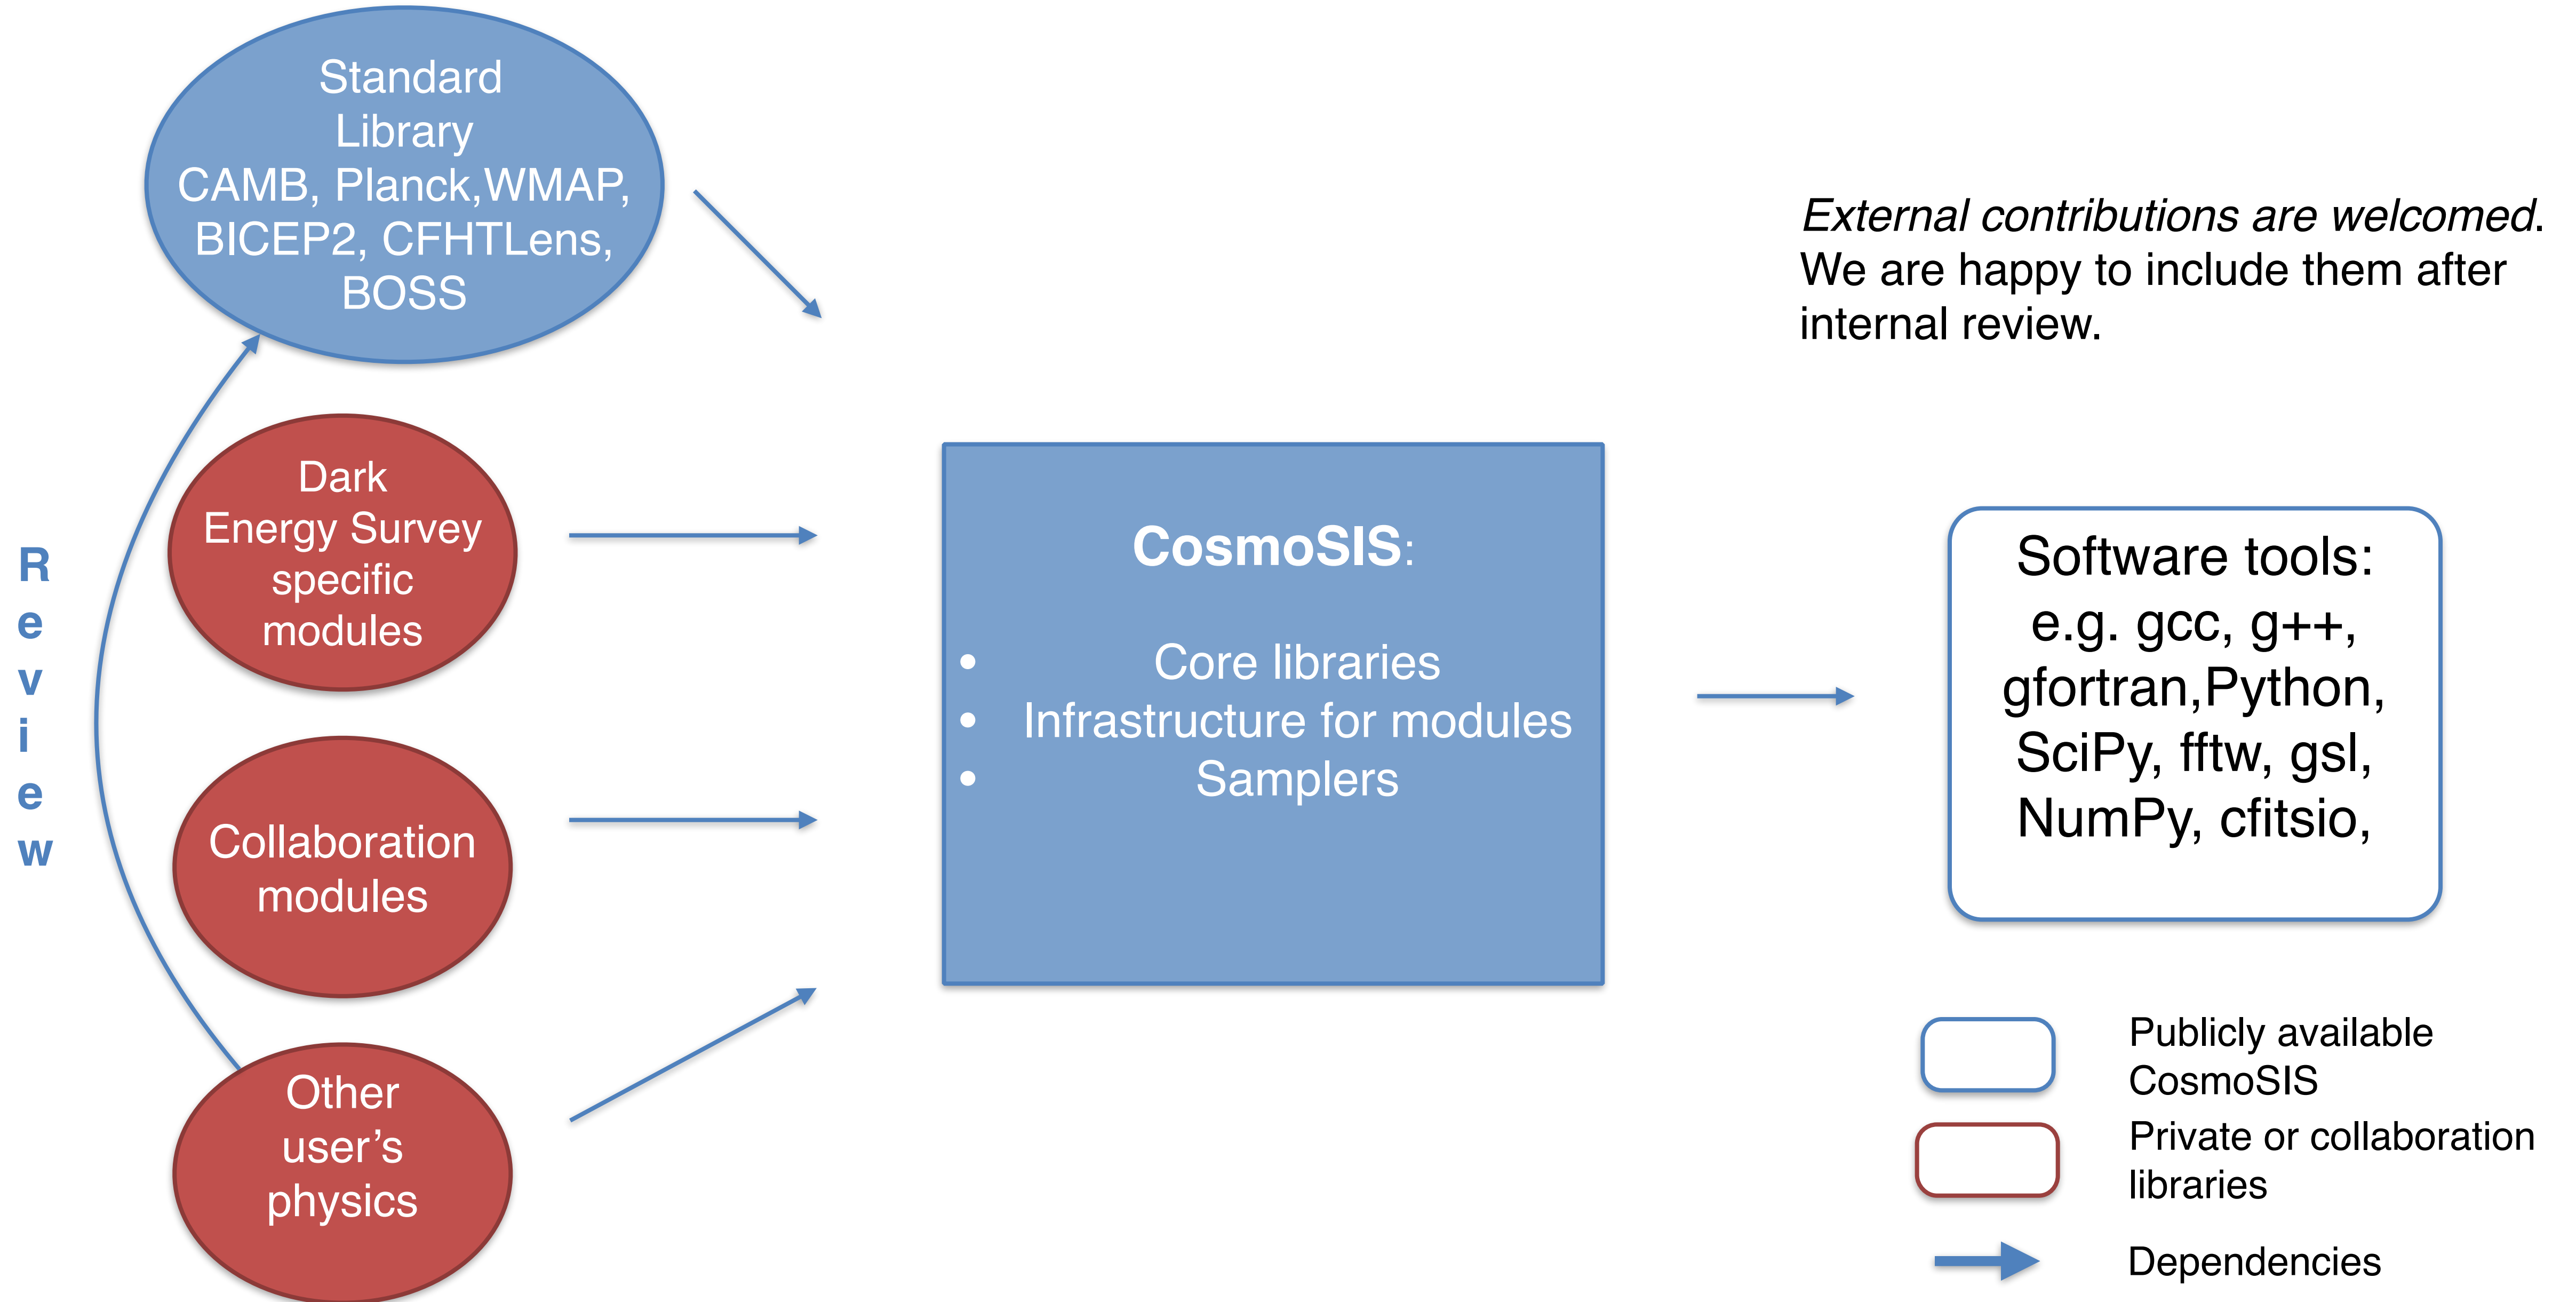 Standard
Library
CAMB, Planck,WMAP,
BICEP2, CFHTLens,
BOSS
External contributions are welcomed.
We are happy to include them after
internal review.
Review
Dark
Energy Survey
specific
modules
Collaboration
modules
Other
user’s
physics
CosmoSIS:
• Core libraries
• Infrastructure for modules
• Samplers
Software tools:
e.g. gcc, g++,
gfortran,Python,
SciPy, fftw, gsl,
NumPy, cfitsio,
Publicly available
CosmoSIS
Private or collaboration
libraries
Dependencies